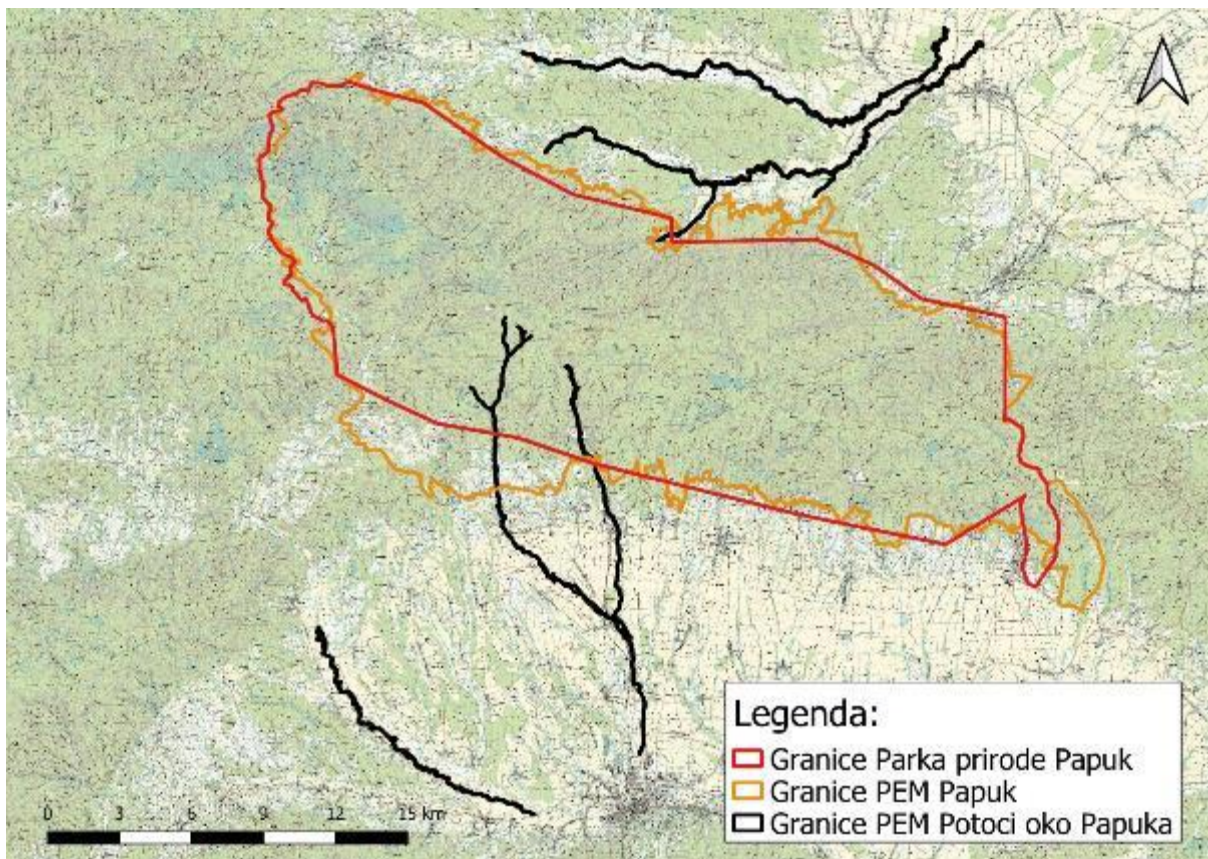 Legenda:
Granice Parka prirode Papuk
Granice PEM Papuk
Granice PEM Potoci oko Papuka
0 3 6 9 12 15 km